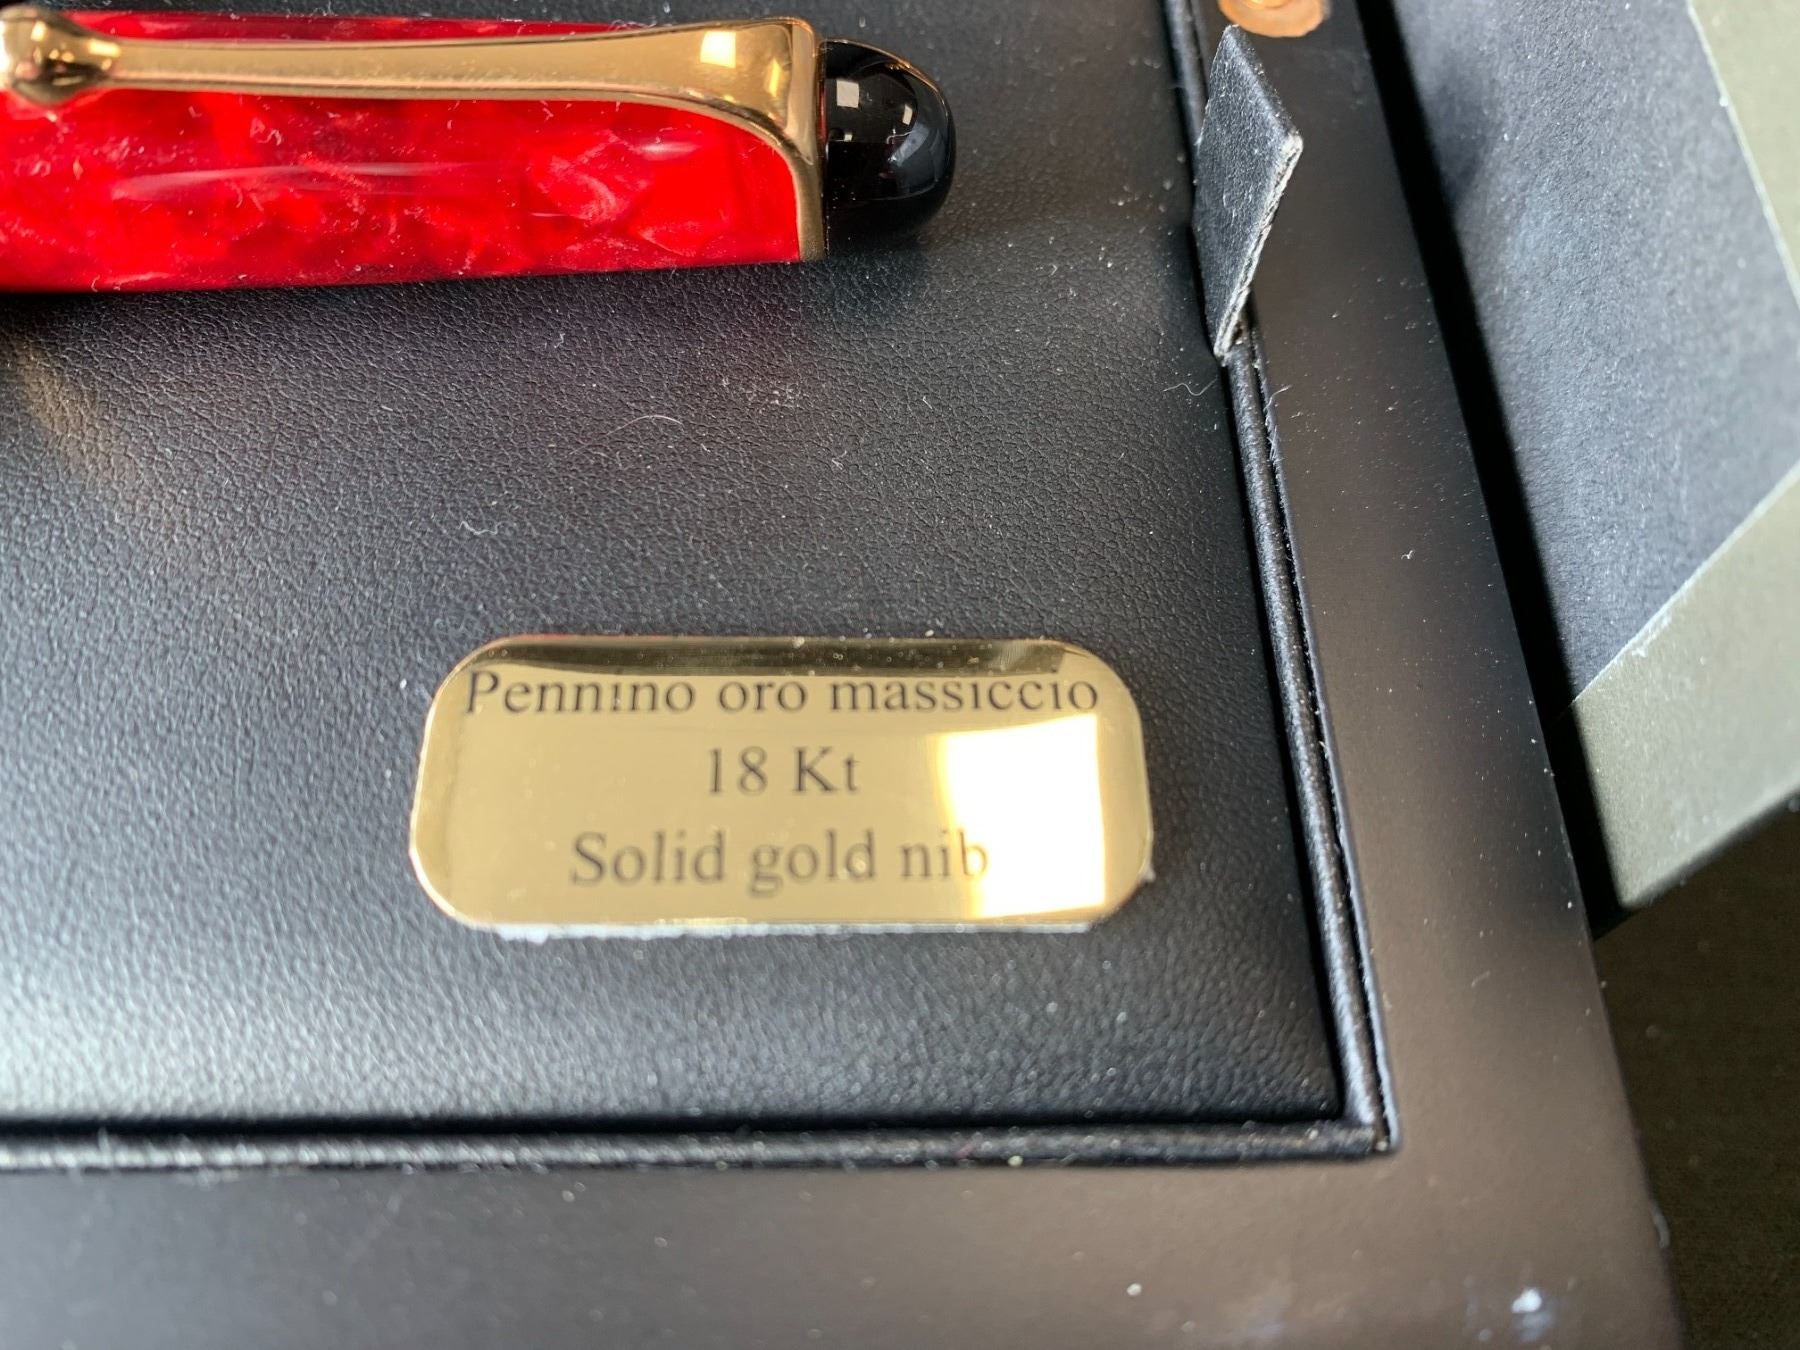 Pennino oro massiccio
18 Kt
Solid gold nib